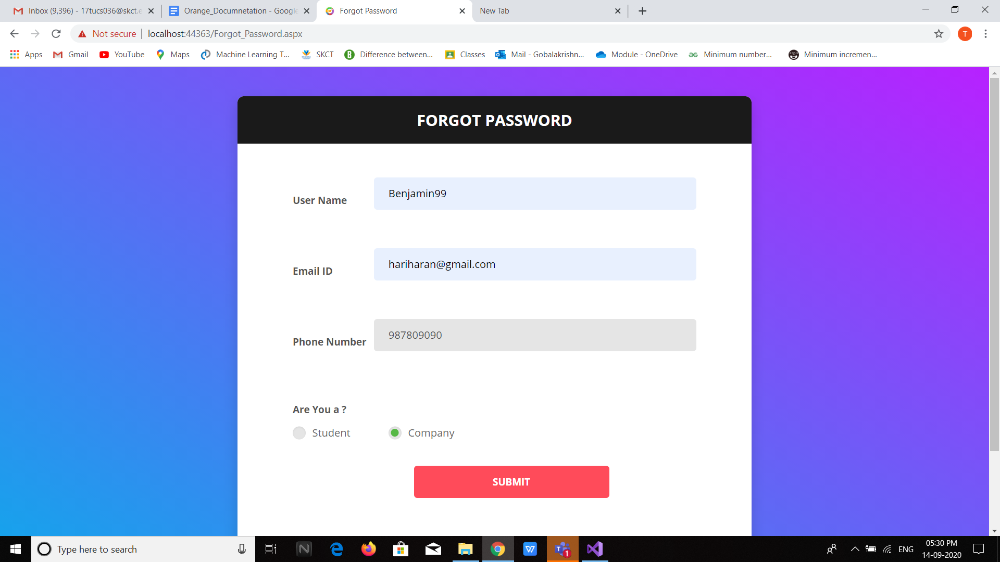 Inbox (9,396) - 17tucs036@skct.e
Orange_Documnetation - Google
Forgot Password
New Tab
Not secure
localhost:44363/Forgot_Password.aspx
T
Apps
Gmail
YouTube
Maps
Machine Learning T...
SKCT
Difference between...
Classes
Mail - Gobalakrishn...
Module - OneDrive
Minimum number...
Minimum incremen...
FORGOT PASSWORD
User Name
Benjamin99
Email ID
hariharan@gmail.com
Phone Number
987809090
Are You a ?
Student
Company
SUBMIT
Type here to search
1
ENG
05:30 PM
14-09-2020